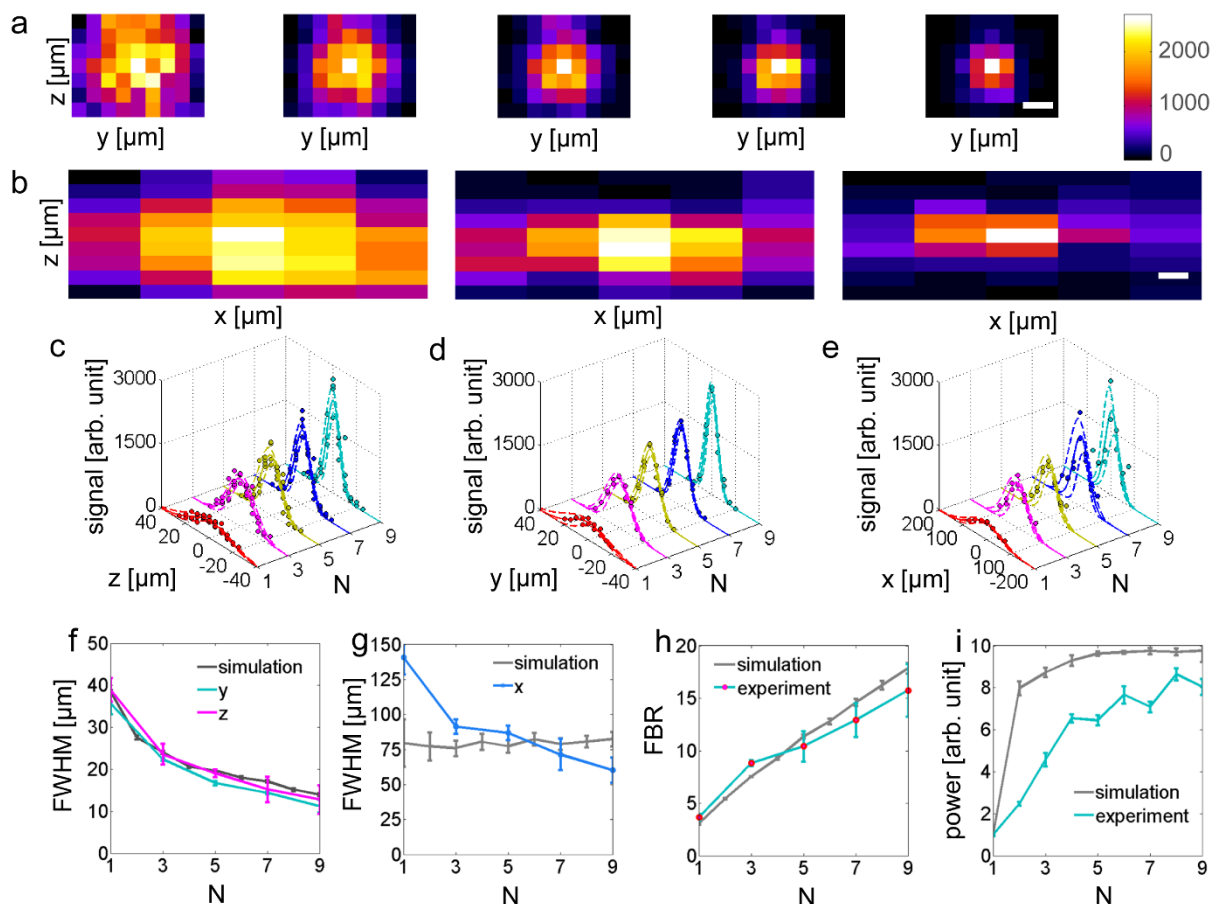 a
z [µm]
y [µm]
y [µm]
y [µm]
y [µm]
y [µm]
2000
1000
0
b
z [µm]
x [µm]
x [µm]
x [µm]
c
signal [arb. unit]
3000
1500
0
40
20
0
-20
-40
z [µm]
1
3
5
7
9
N
d
signal [arb. unit]
3000
1500
0
40
20
0
-20
-40
y [µm]
1
3
5
7
9
N
e
signal [arb. unit]
3000
1500
0
200
100
0
100
-200
x [µm]
1
3
5
7
9
N
f
FWHM [µm]
50
40
30
20
10
0
simulation
y
z
1
3
5
7
9
N
g
FWHM [µm]
150
125
100
75
50
25
0
simulation
x
1
3
5
7
9
N
h
FBR
20
15
10
5
0
simulation
experiment
1
3
5
7
9
N
i
power [arb. unit]
10
8
6
4
2
0
simulation
experiment
1
3
5
7
9
N